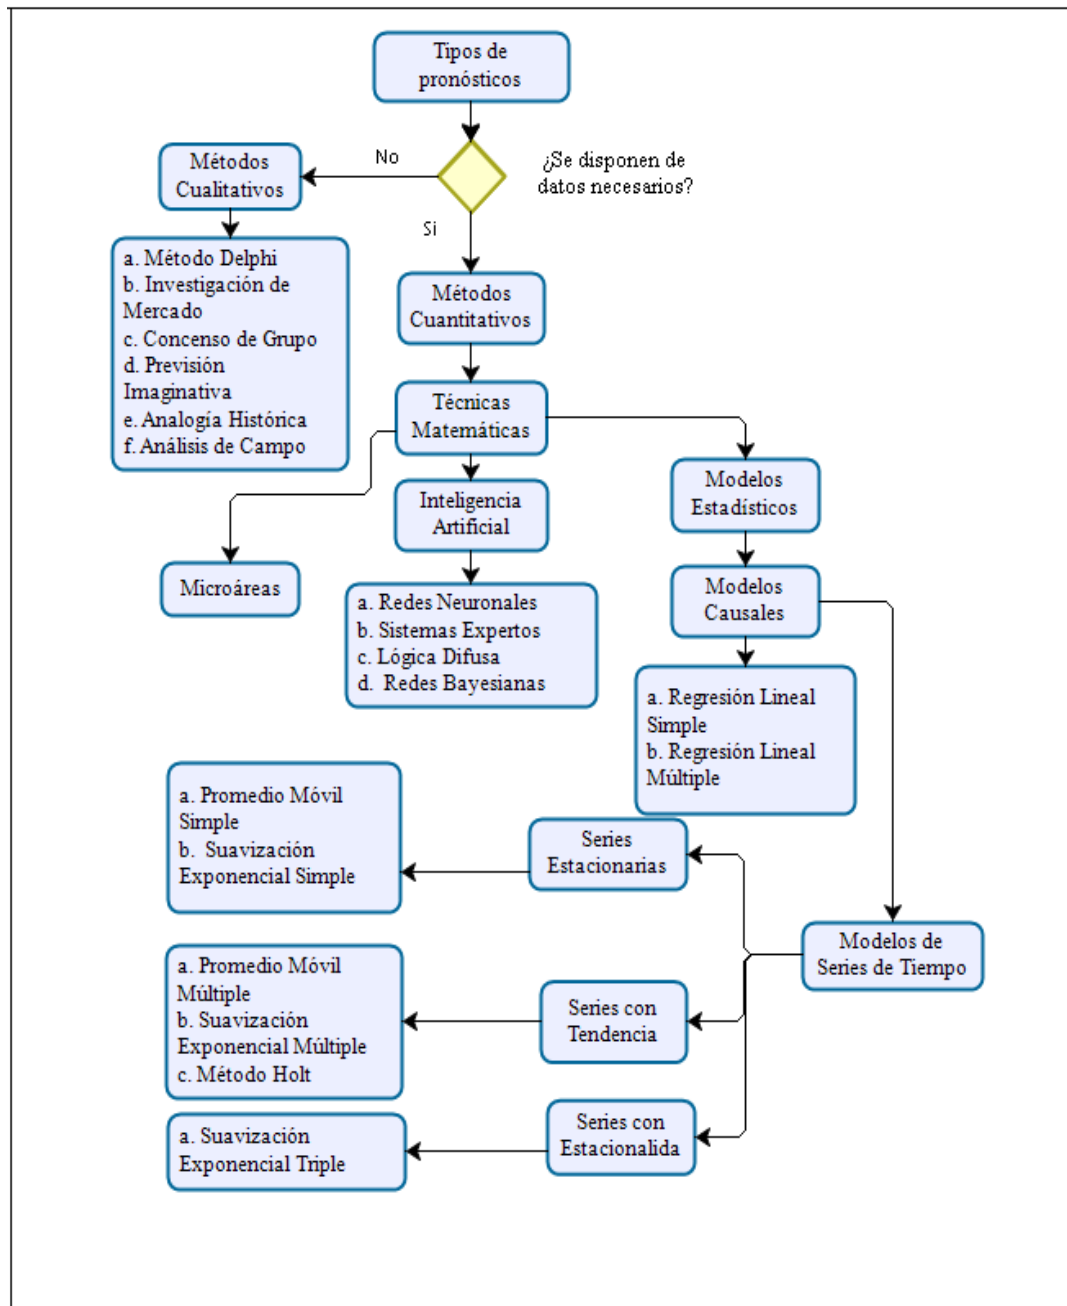 Tipos de
pronósticos
¿Se disponen de
datos necesarios?
No
Si
Métodos
Cualitativos
a. Método Delphi
b. Investigación de
Mercado
c. Concenso de Grupo
d. Previsión
Imaginativa
e. Analogía Histórica
f. Análisis de Campo
Métodos
Cuantitativos
Técnicas
Matemáticas
Microáreas
Inteligencia
Artificial
a. Redes Neuronales
b. Sistemas Expertos
c. Lógica Difusa
d. Redes Bayesianas
Modelos
Estadísticos
Modelos
Causales
a. Regresión Lineal
Simple
b. Regresión Lineal
Múltiple
Modelos de
Series de Tiempo
Series
Estacionarias
a. Promedio Móvil
Simple
b. Suavización
Exponencial Simple
Series con
Tendencia
a. Promedio Móvil
Múltiple
b. Suavización
Exponencial Múltiple
c. Método Holt
Series con
Estacionalida
a. Suavización
Exponencial Triple